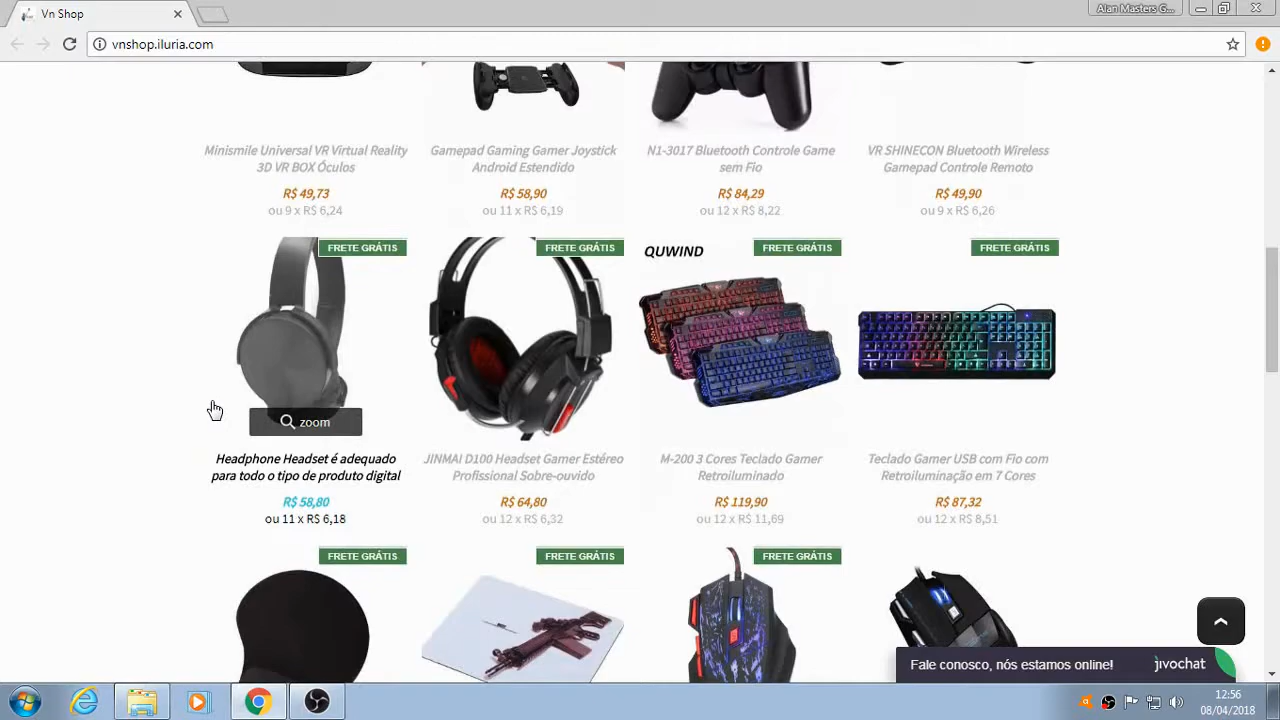 Vn Shop
Alan Masters G...
vnshop.iluria.com
Minismile Universal VR Virtual Reality
3D VR BOX Óculos
R$ 49,73
ou 9 x R$ 6,24
Gamepad Gaming Gamer Joystick
Android Estendido
R$ 58,90
ou 11 x R$ 6,19
N1-3017 Bluetooth Controle Game
sem Fio
R$ 84,29
ou 12 x R$ 8,22
VR SHINECON Bluetooth Wireless
Gamepad Controle Remoto
R$ 49,90
ou 9 x R$ 6,26
FRETE GRÁTIS
zoom
Headphone Headset é adequado
para todo o tipo de produto digital
R$ 58,80
ou 11 x R$ 6,18
FRETE GRÁTIS
JINMAI D100 Headset Gamer Estéreo
Profissional Sobre-ouvido
R$ 64,80
ou 12 x R$ 6,32
QUWIND
FRETE GRÁTIS
M-200 3 Cores Teclado Gamer
Retroiluminado
R$ 119,90
ou 12 x R$ 11,69
FRETE GRÁTIS
Teclado Gamer USB com Fio com
Retroiluminação em 7 Cores
R$ 87,32
ou 12 x R$ 8,51
FRETE GRÁTIS
FRETE GRÁTIS
FRETE GRÁTIS
Fale conosco, nós estamos online!
jivochat
12:56
08/04/2018